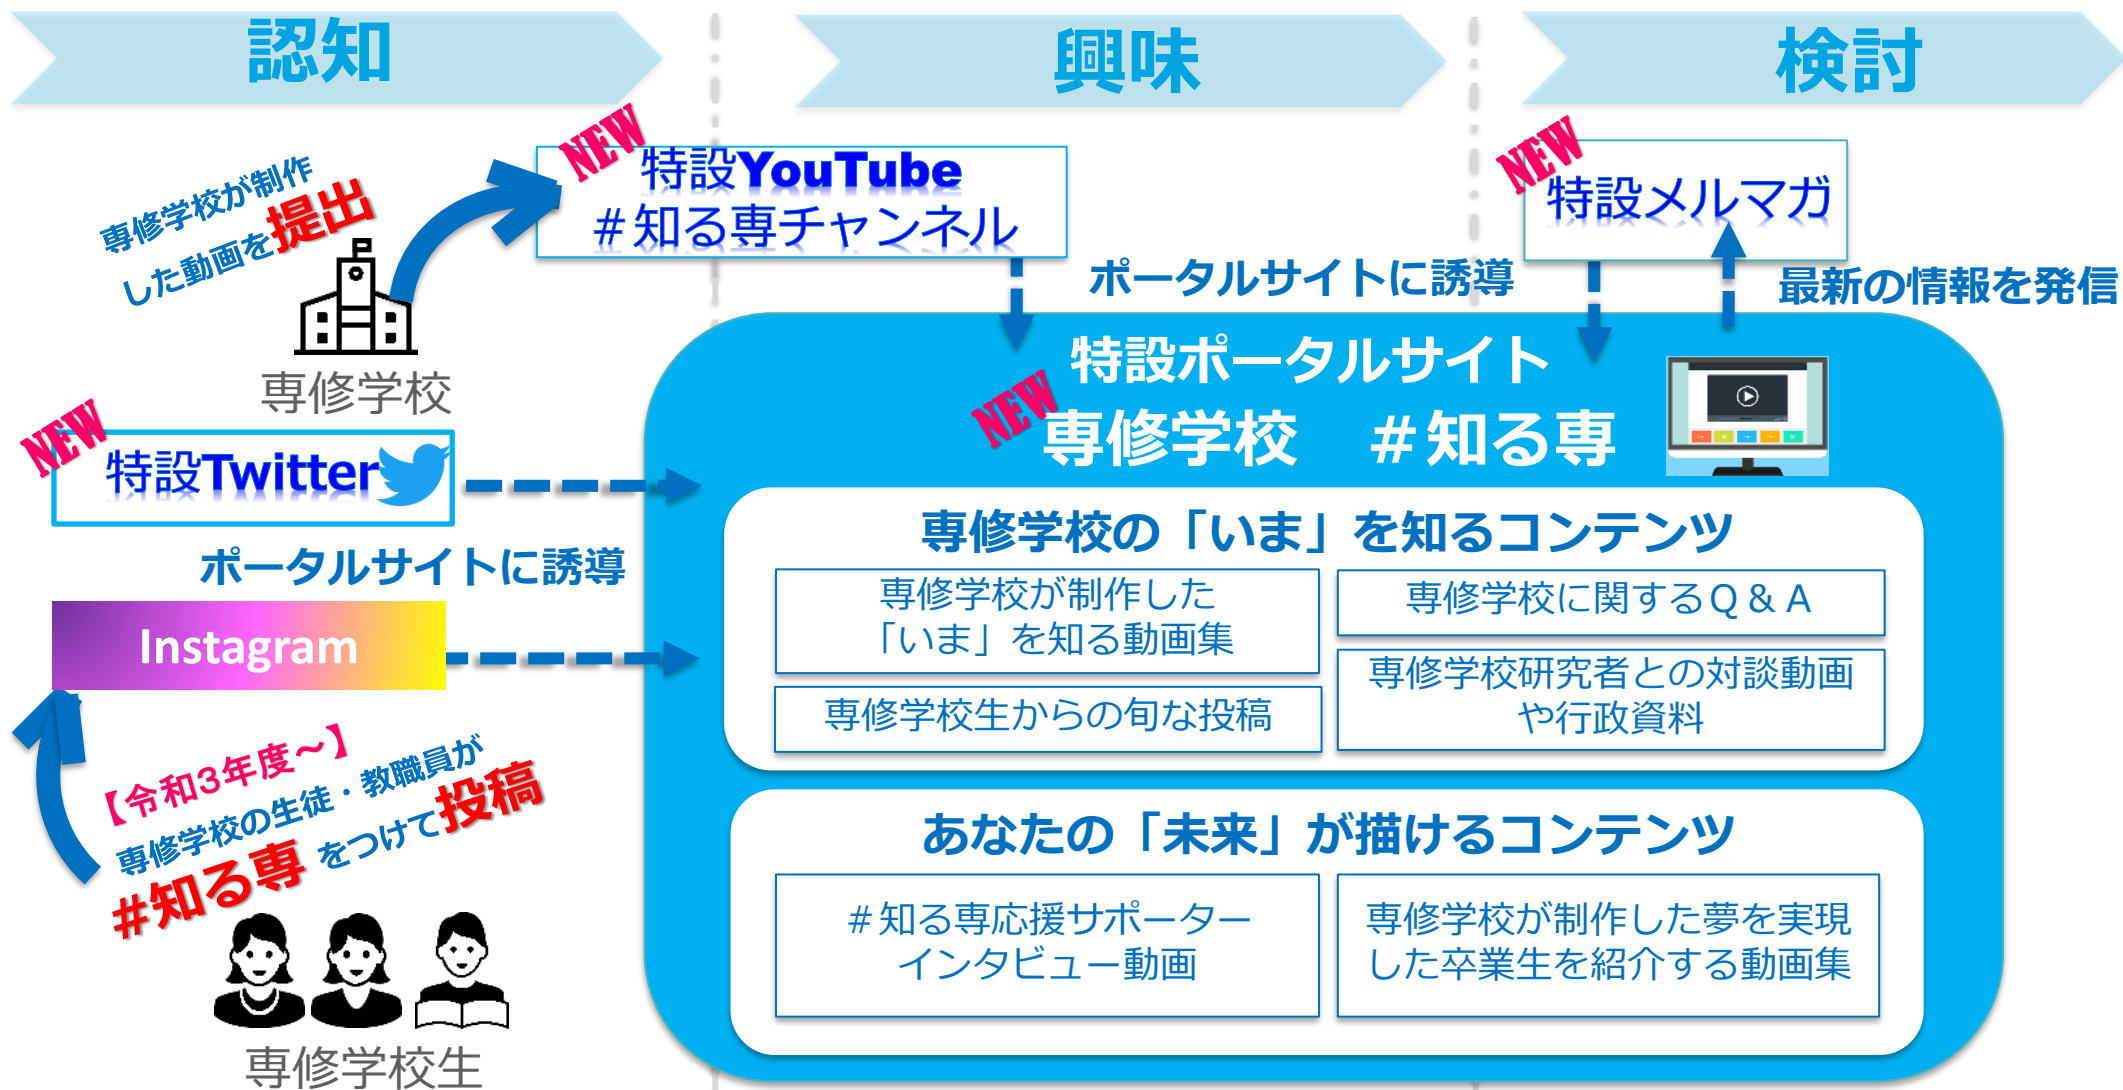 認知
興味
検討
専修学校が制作
した動画を提出
専修学校
NEW
特設YouTube
＃知る専チャンネル
NEW
特設メルマガ
ポータルサイトに誘導
最新の情報を発信
NEW
特設Twitter
ポータルサイトに誘導
Instagram
【令和3年度～】
専修学校の生徒・教職員が
#知る専 をつけて投稿
専修学校生
特設ポータルサイト
NEW
専修学校　＃知る専
専修学校の「いま」を知るコンテンツ
専修学校が制作した
「いま」を知る動画集
専修学校に関するＱ＆Ａ
専修学校生からの旬な投稿
専修学校研究者との対談動画
や行政資料
あなたの「未来」が描けるコンテンツ
＃知る専応援サポーター
インタビュー動画
専修学校が制作した夢を実現
した卒業生を紹介する動画集